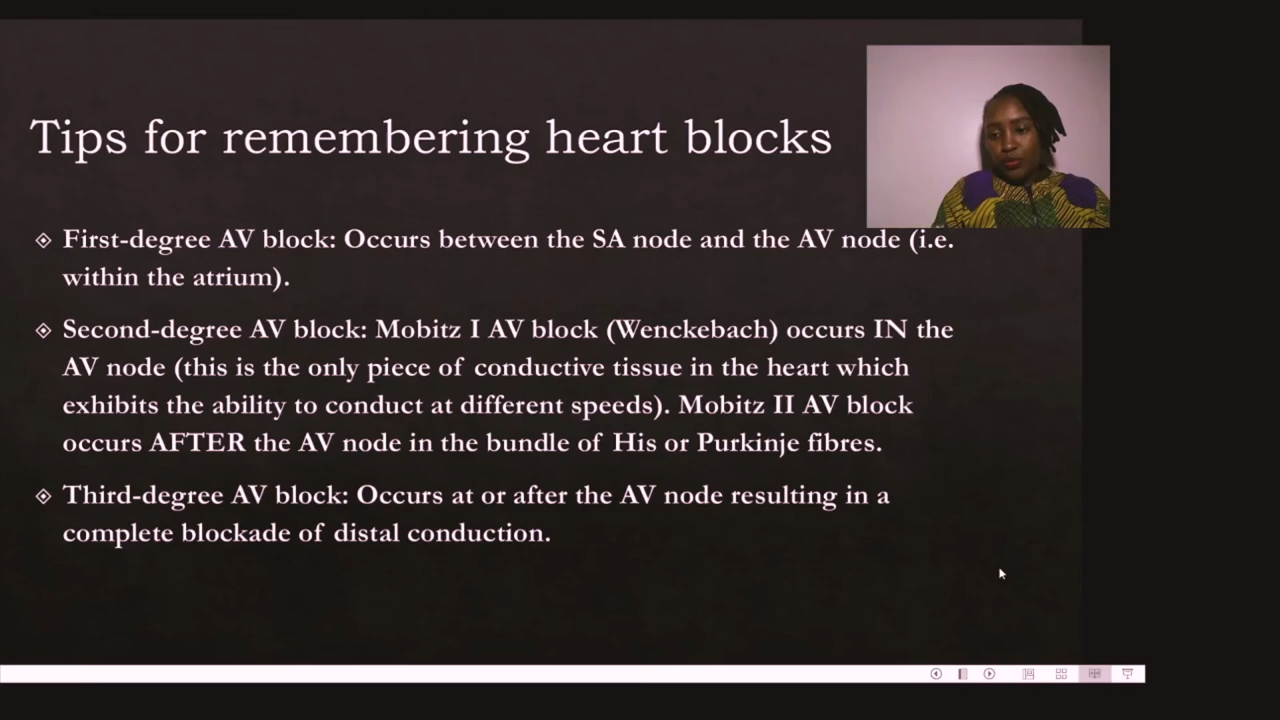 Tips for remembering heart blocks
First-degree AV block: Occurs between the SA node and the AV node (i.e.
within the atrium).
Second-degree AV block: Mobitz I AV block (Wenckebach) occurs IN the
AV node (this is the only piece of conductive tissue in the heart which
exhibits the ability to conduct at different speeds). Mobitz II AV block
occurs AFTER the AV node in the bundle of His or Purkinje fibres.
Third-degree AV block: Occurs at or after the AV node resulting in a
complete blockade of distal conduction.